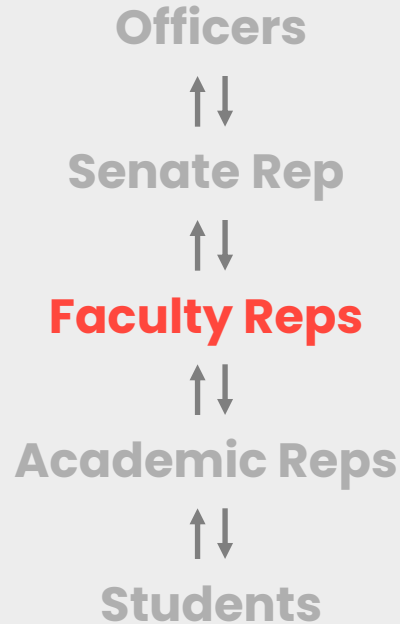 Officers
Senate Rep
Faculty Reps
Academic Reps
Students